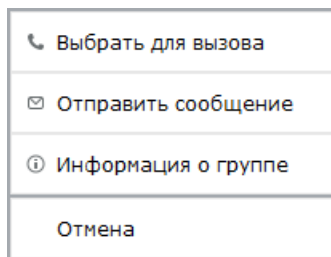 Выбрать для вызова
Отправить сообщение
Информация о группе
Отмена